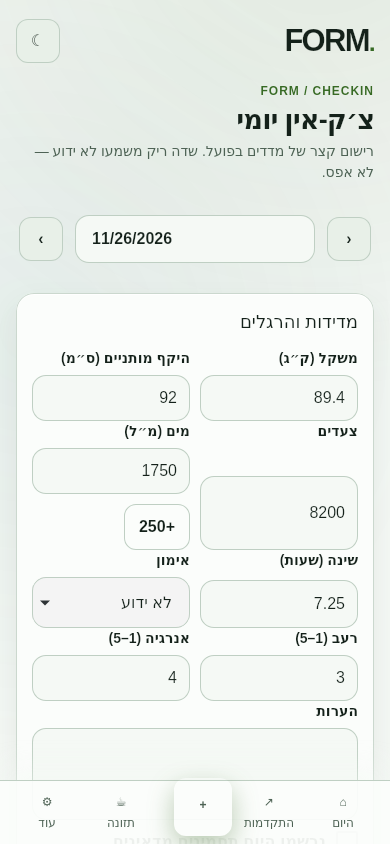 FORM.
FORM / CHECKIN
צ׳ק-אין יומי
רישום קצר של מדדים בפועל. שדה ריק משמעו לא ידוע —
לא אפס.
11/26/2026
מדידות והרגלים
משקל (ק״ג) היקף מותניים (ס״מ)
89.4 92
צעדים מים (מ״ל)
8200 1750
+250
שינה (שעות) אימון
7.25 לא ידוע
רעב (1–5) אנרגיה (1–5)
3 4
הערות
היום התקדמות + תזונה עוד